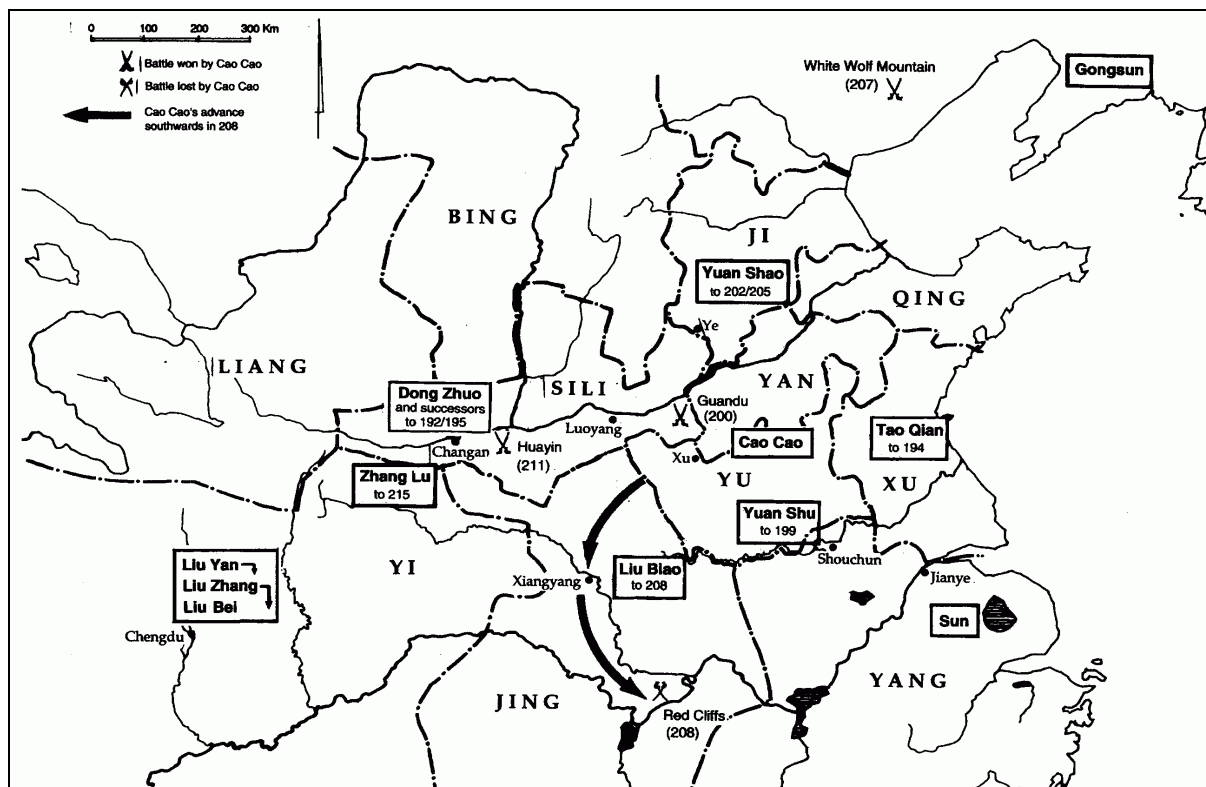 0 100 200 300 Km
Battle won by Cao Cao
Battle lost by Cao Cao
Cao Cao's advance
southwards in 208
White Wolf Mountain
(207)
Gongsun
BING
JI
Yuan Shao
to 202/205
QING
Ye
LIANG
SILI
YAN
Dong Zhuo
and successors
to 192/195
Guandu
(200)
Luoyang
Cao Cao
Tao Qian
to 194
Changan
Huayin
(211)
Xu
Zhang Lu
to 215
YU
XU
Yuan Shu
to 199
Shouchun
Liu Yan
Liu Zhang
Liu Bei
YI
Xiangyang
Liu Biao
to 208
Jianye
Sun
Chengdu
JING
YANG
Red Cliffs
(208)